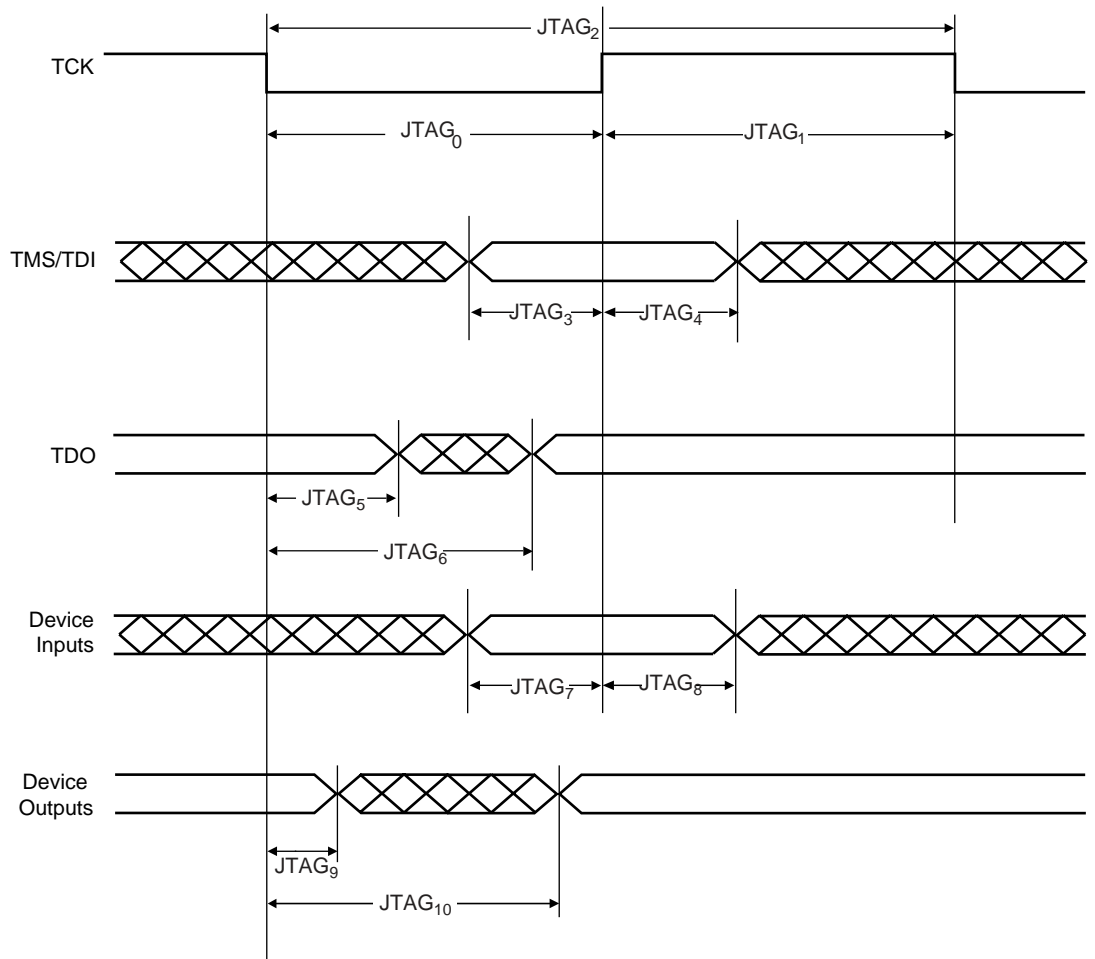 JTAG₂
TCK
JTAG₀
JTAG₁
TMS/TDI
JTAG₃
JTAG₄
TDO
JTAG₅
JTAG₆
Device
Inputs
JTAG₇
JTAG₈
Device
Outputs
JTAG₉
JTAG₁₀